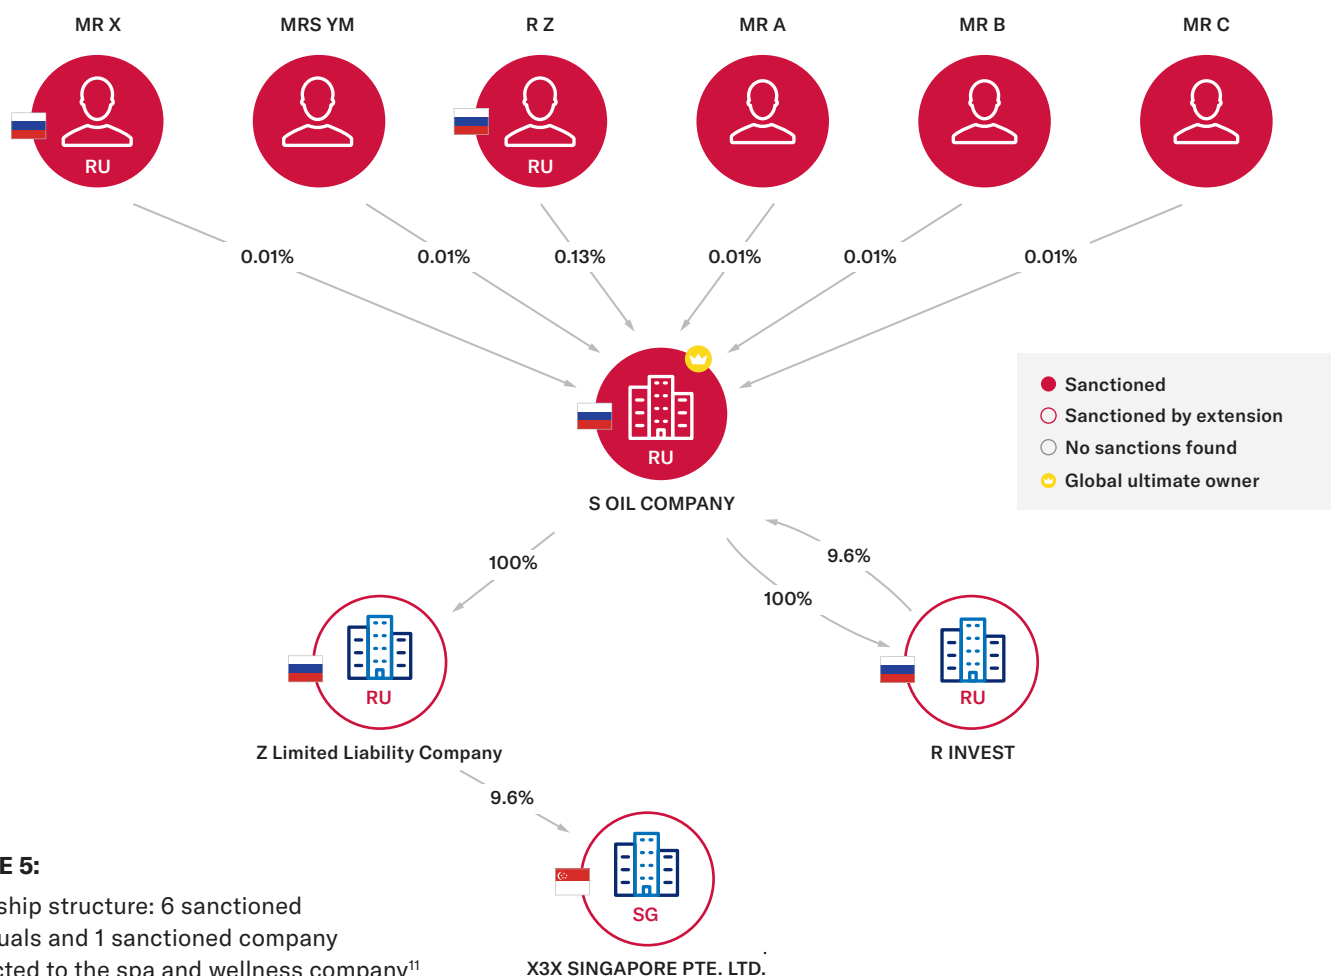 MR X
MRS YM
R Z
MR A
MR B
MR C
RU
RU
0.01%
0.01%
0.13%
0.01%
0.01%
0.01%
RU
S OIL COMPANY
Sanctioned
Sanctioned by extension
No sanctions found
Global ultimate owner
100%
9.6%
100%
RU
RU
Z Limited Liability Company
R INVEST
9.6%
E 5:
ship structure: 6 sanctioned
uals and 1 sanctioned company
cted to the spa and wellness company¹¹
SG
X3X SINGAPORE PTE. LTD.